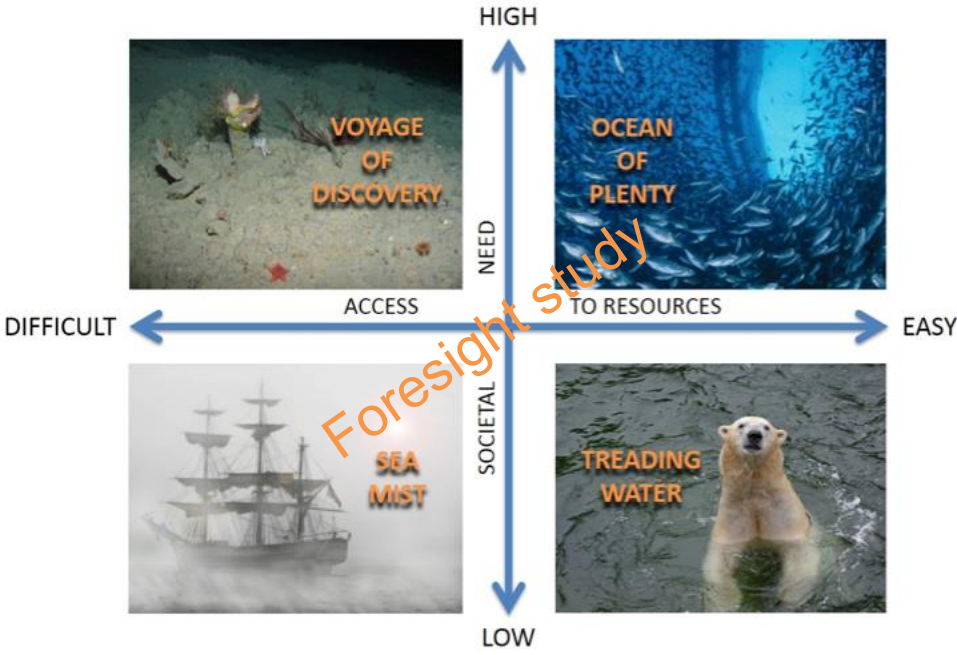 HIGH
VOYAGE
OF
DISCOVERY
OCEAN
OF
PLENTY
NEED
ACCESS
TO RESOURCES
DIFFICULT
EASY
Foresight study
SOCIETAL
SEA
MIST
TREADING
WATER
LOW